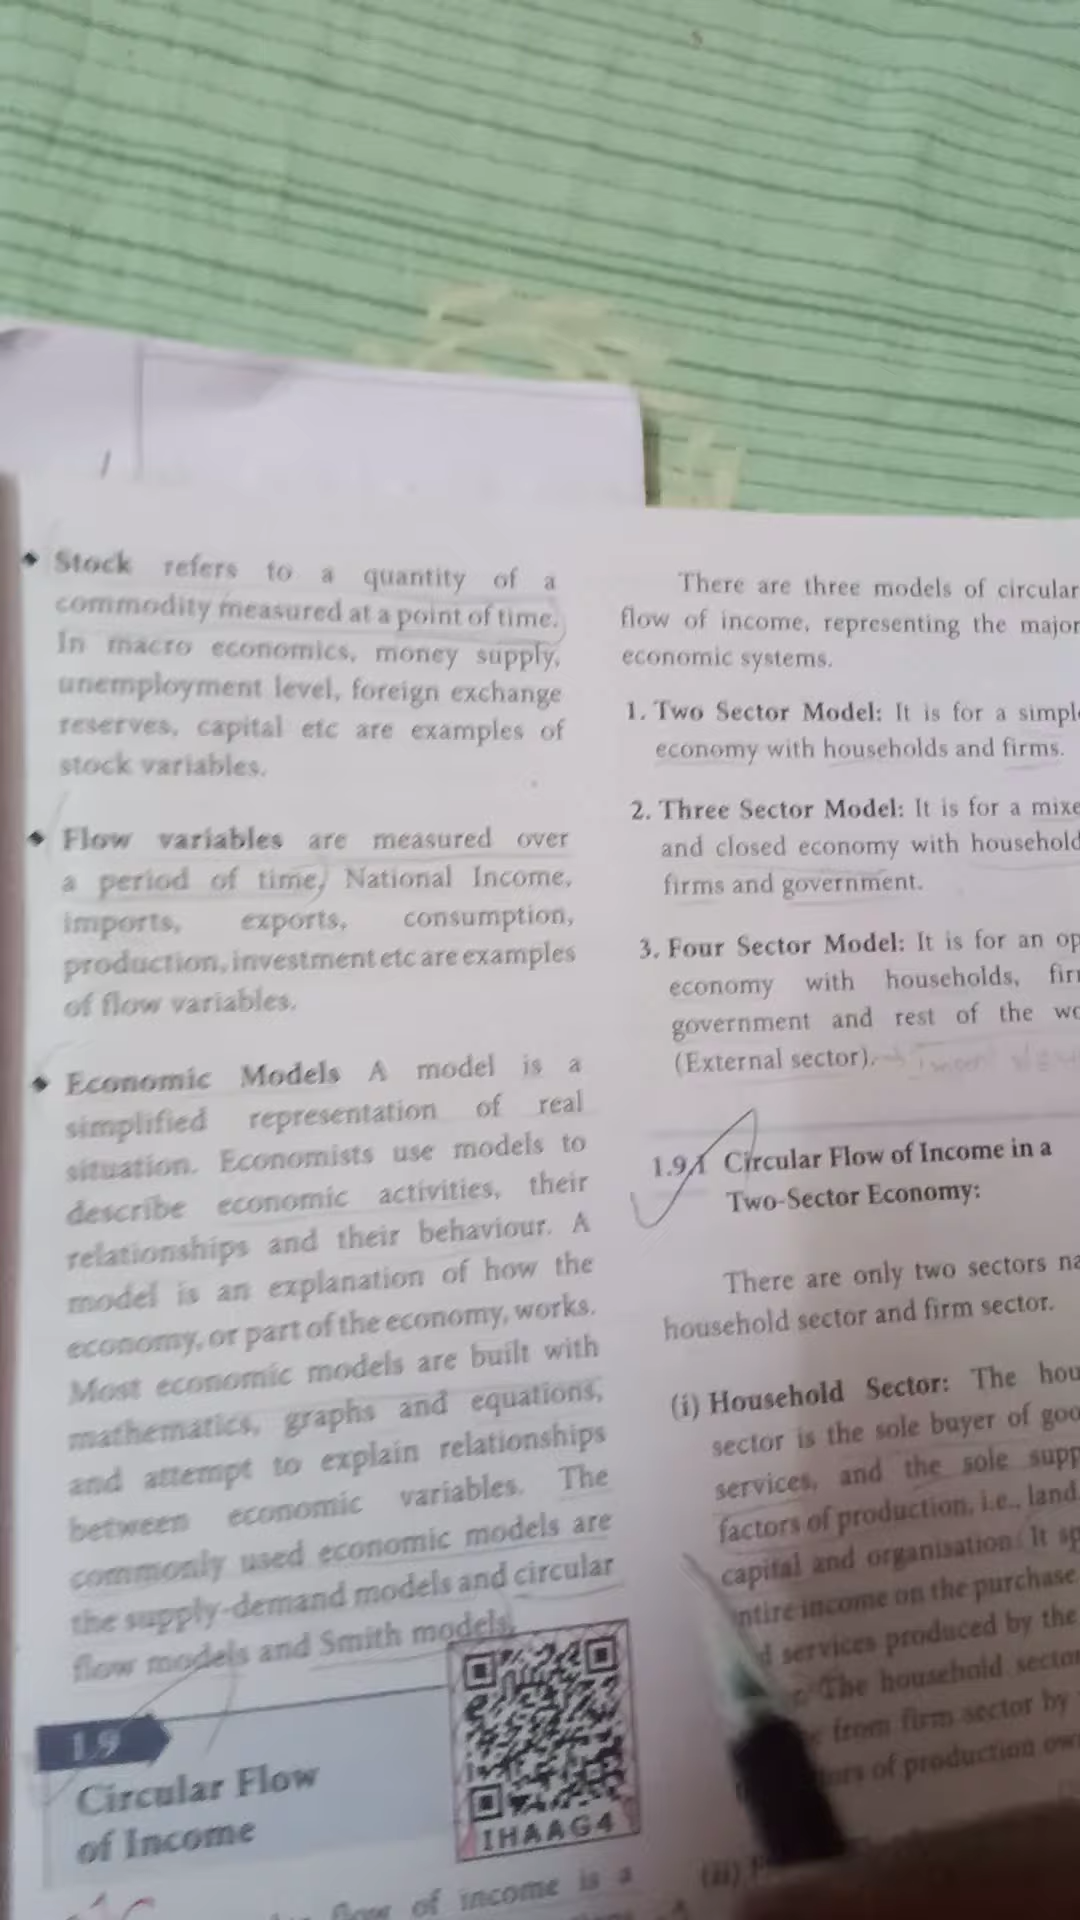 Stock refers to a quantity of a
commodity measured at a point of time.
In macro economics, money supply,
unemployment level, foreign exchange
reserves, capital etc are examples of
stock variables.
Flow variables are measured over
a period of time, National Income,
imports, exports, consumption,
production, investment etc are examples
of flow variables.
Economic Models A model is a
simplified representation of real
situation. Economists use models to
describe economic activities, their
relationships and their behaviour. A
model is an explanation of how the
economy, or part of the economy, works.
Most economic models are built with
mathematics, graphs and equations,
and attempt to explain relationships
between economic variables. The
commonly used economic models are
the supply-demand models and circular
flow models and Smith models.
1.9
Circular Flow
of Income
IHAAG4
flow of income is a
There are three models of circular
flow of income, representing the major
economic systems.
1. Two Sector Model: It is for a simpl
economy with households and firms.
2. Three Sector Model: It is for a mixe
and closed economy with household
firms and government.
3. Four Sector Model: It is for an op
economy with households, fir
government and rest of the wo
(External sector).
1.9.1 Circular Flow of Income in a
Two-Sector Economy:
There are only two sectors na
household sector and firm sector.
(i) Household Sector: The hou
sector is the sole buyer of goo
services, and the sole supp
factors of production, i.e., land,
capital and organisation. It sp
ntire income on the purchase
d services produced by the
The household sector
from firm sector by
ors of production ow
(ii)